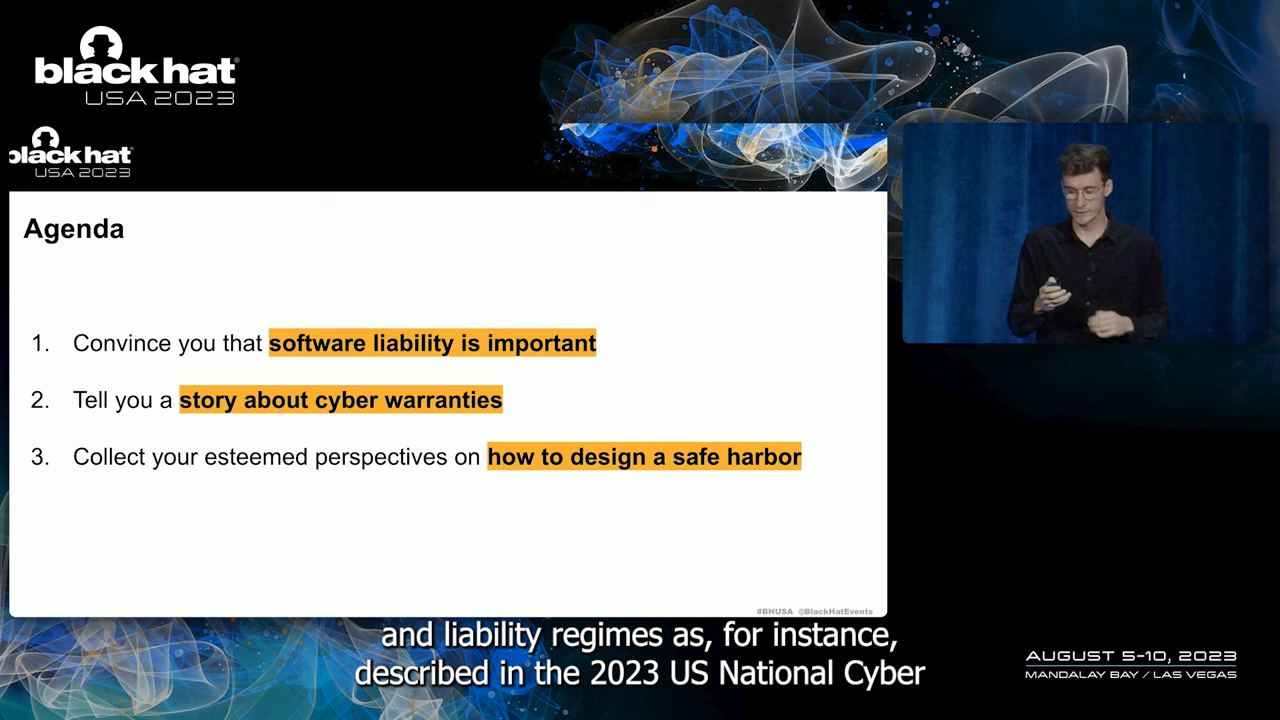 black hat®
USA 2023
black hat®
USA 2023
Agenda
1. Convince you that software liability is important
2. Tell you a story about cyber warranties
3. Collect your esteemed perspectives on how to design a safe harbor
#BHUSA @BlackHatEvents
and liability regimes as, for instance,
described in the 2023 US National Cyber
AUGUST 5-10, 2023
MANDALAY BAY / LAS VEGAS